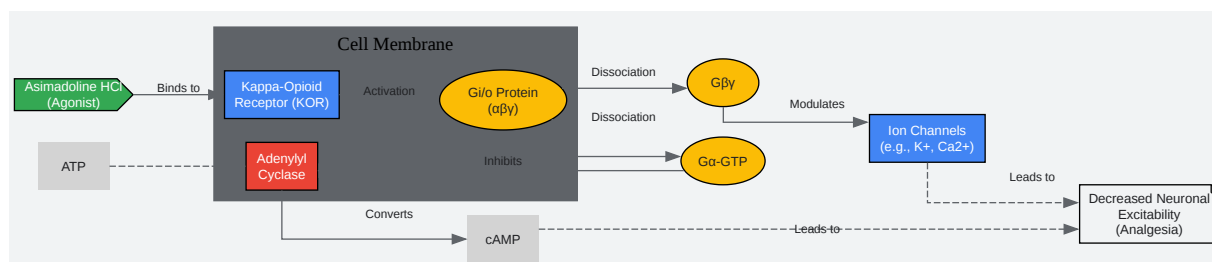 Cell Membrane
Asimadoline HCl
(Agonist)
Binds to
Kappa-Opioid
Receptor (KOR)
Activation
Gi/o Protein
(αβγ)
Dissociation
Gβγ
Modulates
Dissociation
Ion Channels
(e.g., K+, Ca2+)
ATP
Adenylyl
Cyclase
Inhibits
Gα-GTP
Leads to
Converts
cAMP
Leads to
Decreased Neuronal
Excitability
(Analgesia)